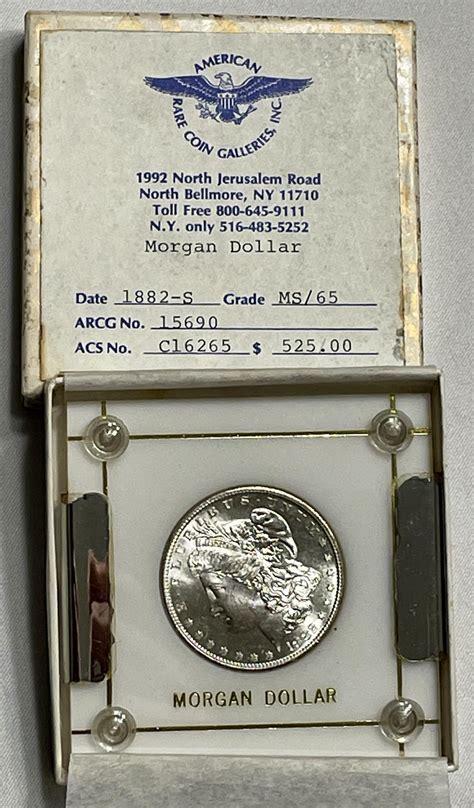 AMERICAN
RARE COIN GALLERIES, INC.
1992 North Jerusalem Road
North Bellmore, NY 11710
Toll Free 800-645-9111
N.Y. only 516-483-5252
Morgan Dollar
Date 1882-S Grade MS/65
ARCG No. 15690
ACS No. C16265 $ 525.00
PLURIBUS
MORGAN DOLLAR